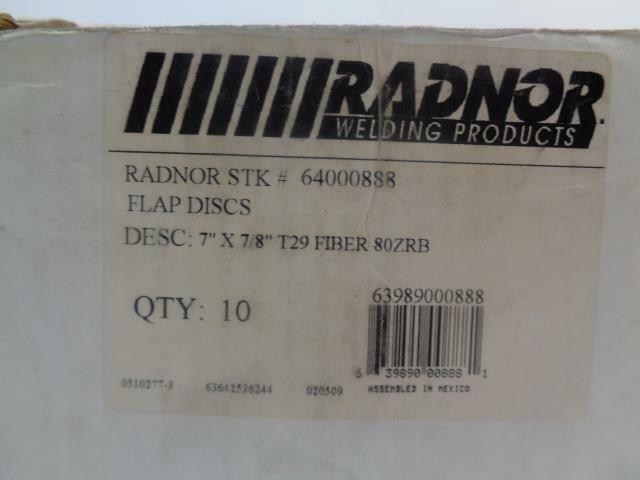 RADNOR.
WELDING PRODUCTS
RADNOR STK # 64000888
FLAP DISCS
DESC: 7" X 7/8" T29 FIBER 80ZRB
QTY: 10
63989000888
6 39890 00888 1
0510277-3 63642536244 020509 ASSEMBLED IN MEXICO